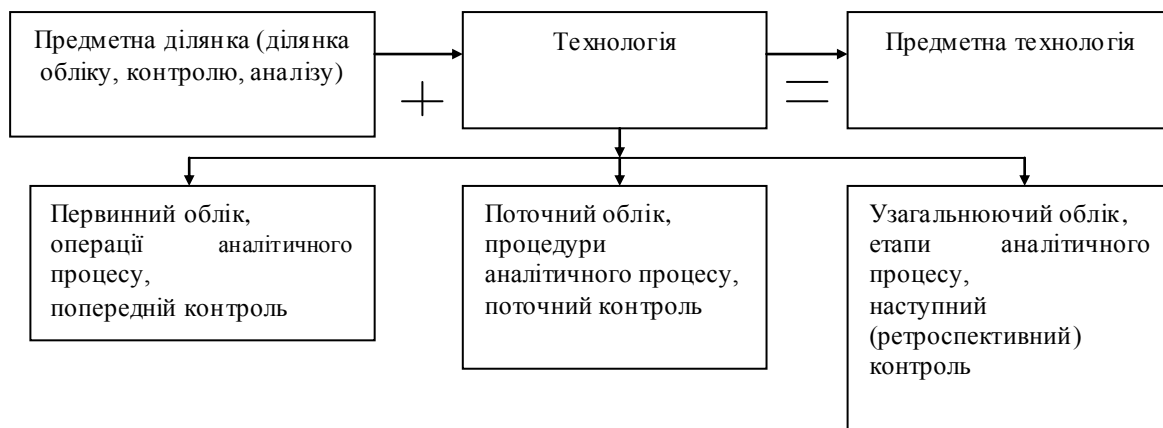 Предметна ділянка (ділянка
обліку, контролю, аналізу)
+
Технологія
=
Предметна технологія
Первинний облік,
операції аналітичного
процесу,
попередній контроль
Поточний облік,
процедури
аналітичного процесу,
поточний контроль
Узагальнюючий облік,
етапи аналітичного
процесу,
наступний
(ретроспективний)
контроль